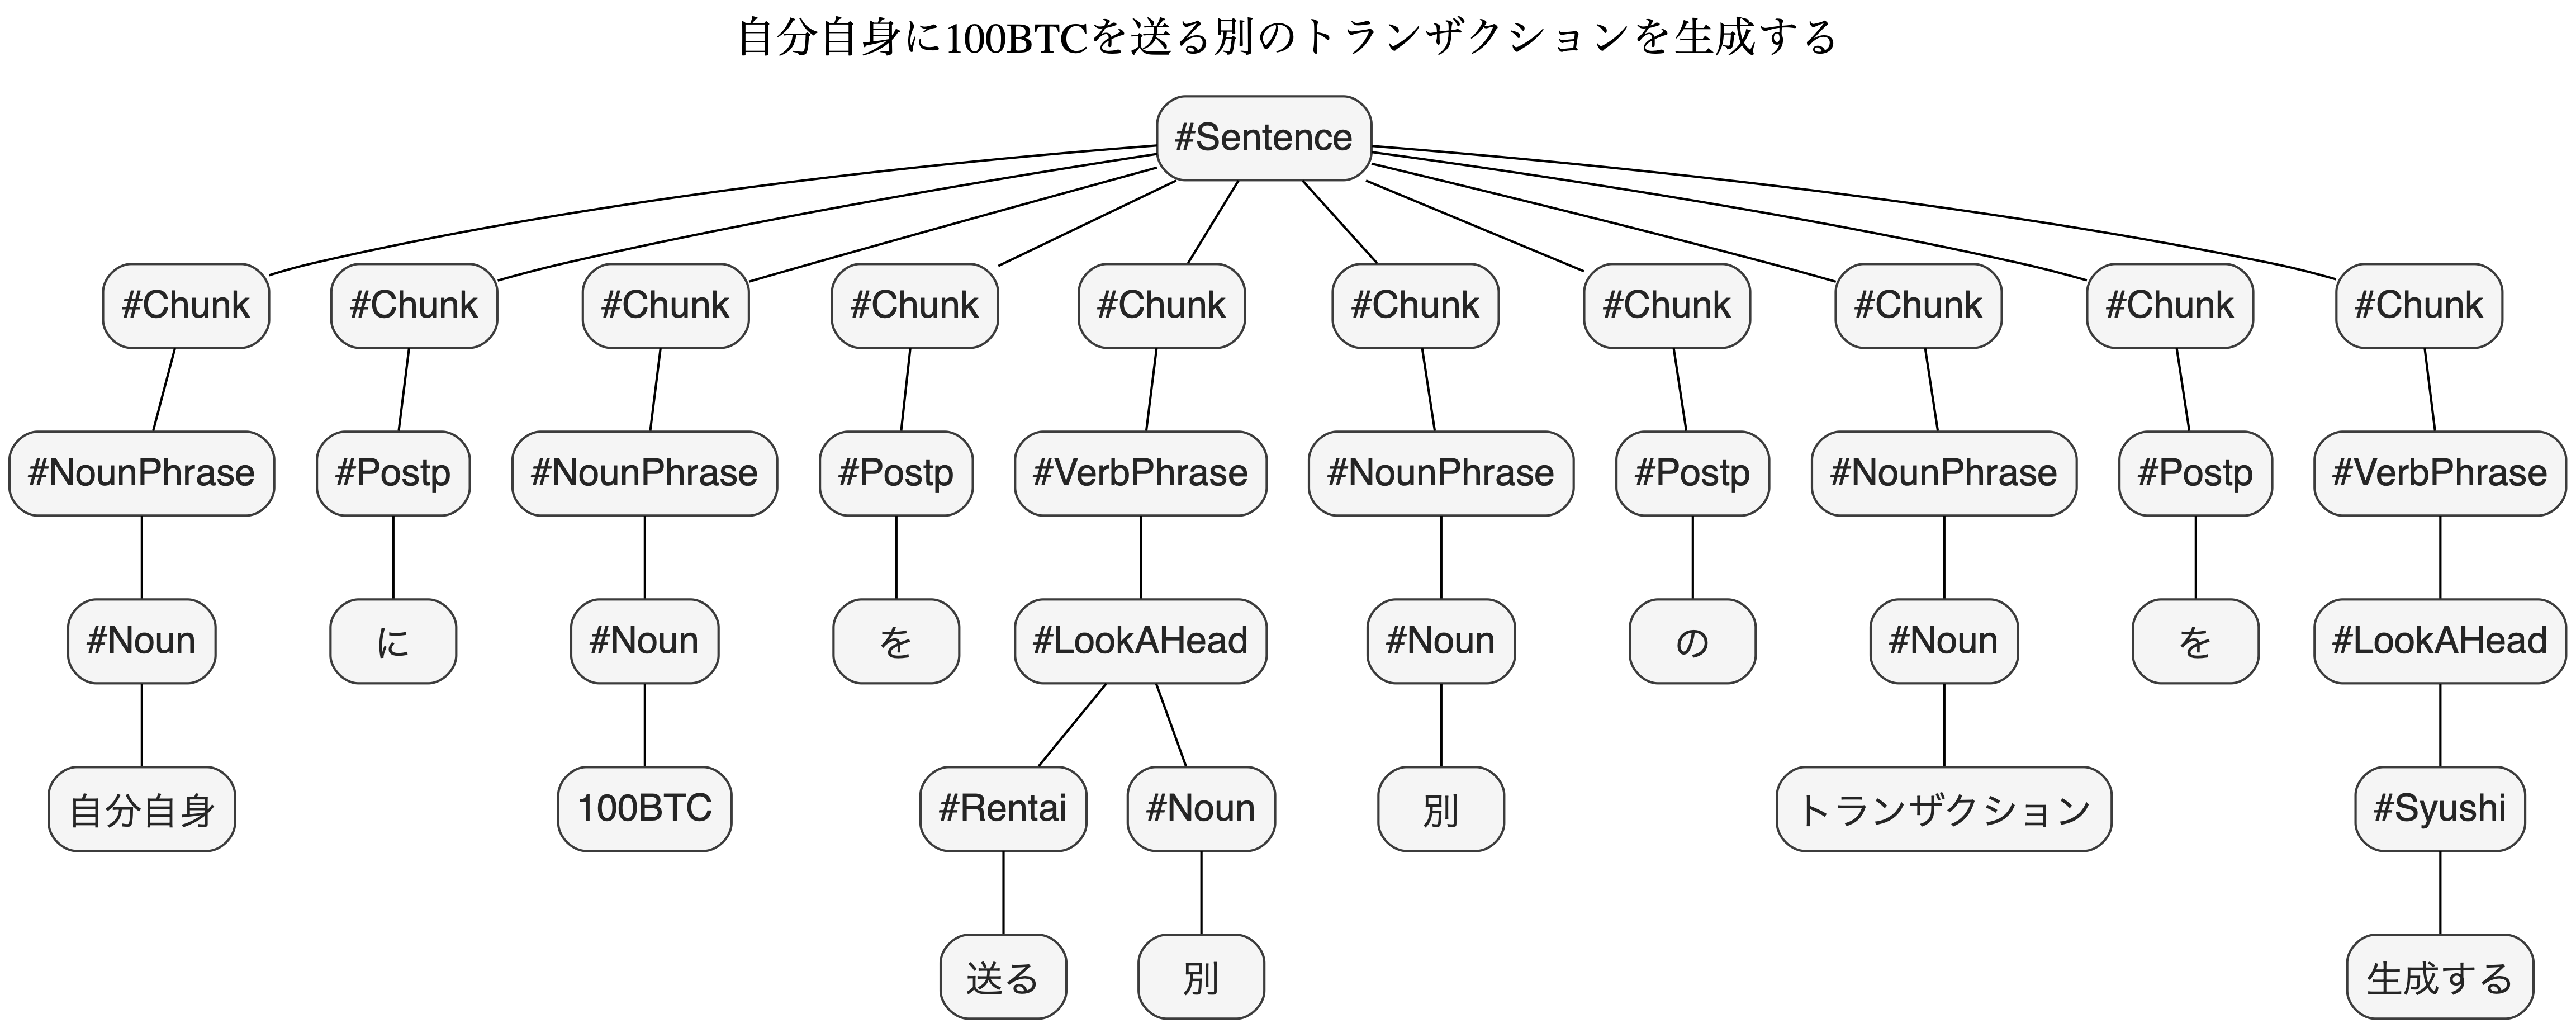 自分自身に100BTCを送る別のトランザクションを生成する
#Sentence
#Chunk #Chunk #Chunk #Chunk #Chunk #Chunk #Chunk #Chunk #Chunk #Chunk
#NounPhrase #Postp #NounPhrase #Postp #VerbPhrase #NounPhrase #Postp #NounPhrase #Postp #VerbPhrase
#Noun に #Noun を #LookAHead #Noun の #Noun を #LookAHead
自分自身 100BTC #Rentai #Noun 別 トランザクション #Syushi
送る 別 生成する